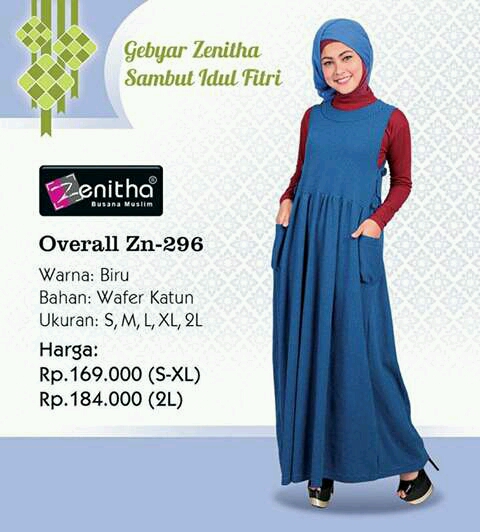 Gebyar Zenitha
Sambut Idul Fitri
Zenitha®
Busana Muslim
Overall Zn-296
Warna: Biru
Bahan: Wafer Katun
Ukuran: S, M, L, XL, 2L
Harga:
Rp.169.000 (S-XL)
Rp.184.000 (2L)